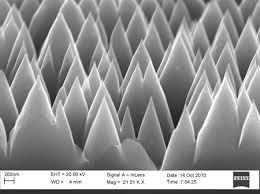 200nm
EHT = 20.00 kV
WD = 4 mm
Signal A = InLens
Mag = 21.01 K X
Date :14 Oct 2010
Time :7:54:25
ZEISS